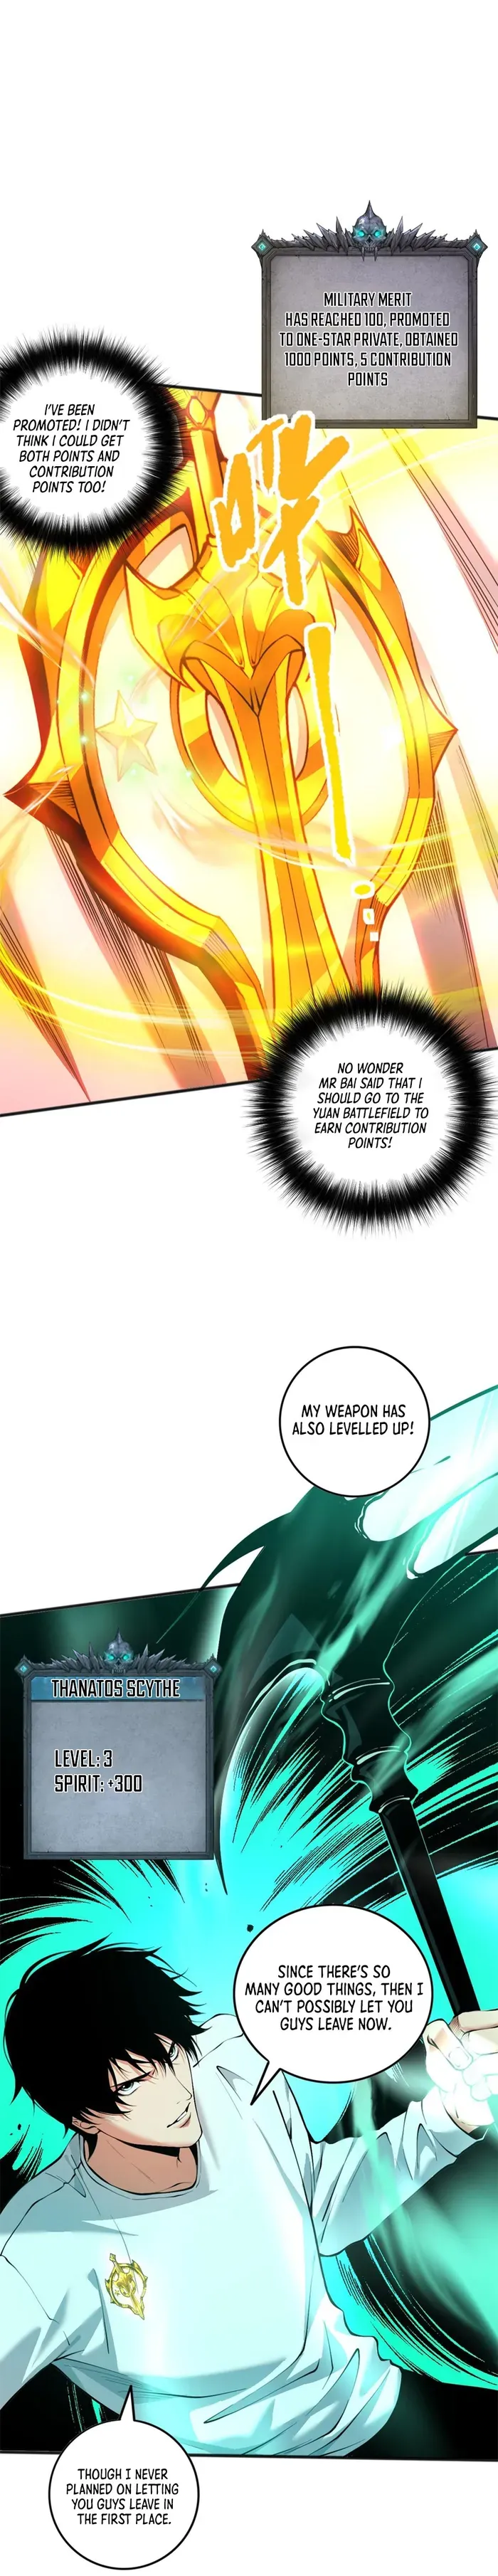 MILITARY MERIT
HAS REACHED 100, PROMOTED
TO ONE-STAR PRIVATE, OBTAINED
1000 POINTS, 5 CONTRIBUTION
POINTS
I'VE BEEN
PROMOTED! I DIDN'T
THINK I COULD GET
BOTH POINTS AND
CONTRIBUTION
POINTS TOO!
NO WONDER
MR BAI SAID THAT I
SHOULD GO TO THE
YUAN BATTLEFIELD TO
EARN CONTRIBUTION
POINTS!
MY WEAPON HAS
ALSO LEVELLED UP!
THANATOS SCYTHE
LEVEL: 3
SPIRIT: +300
SINCE THERE'S SO
MANY GOOD THINGS, THEN I
CAN'T POSSIBLY LET YOU
GUYS LEAVE NOW.
THOUGH I NEVER
PLANNED ON LETTING
YOU GUYS LEAVE IN
THE FIRST PLACE.